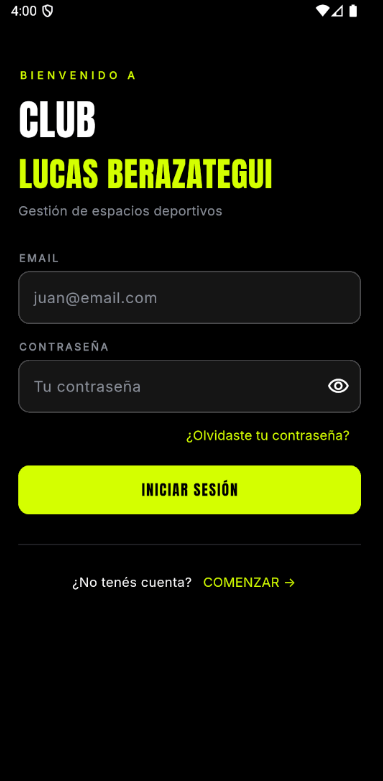 4:00
BIENVENIDO A
CLUB
LUCAS BERAZATEGUI
Gestión de espacios deportivos
EMAIL
juan@email.com
CONTRASEÑA
Tu contraseña
¿Olvidaste tu contraseña?
INICIAR SESIÓN
¿No tenés cuenta? COMENZAR →